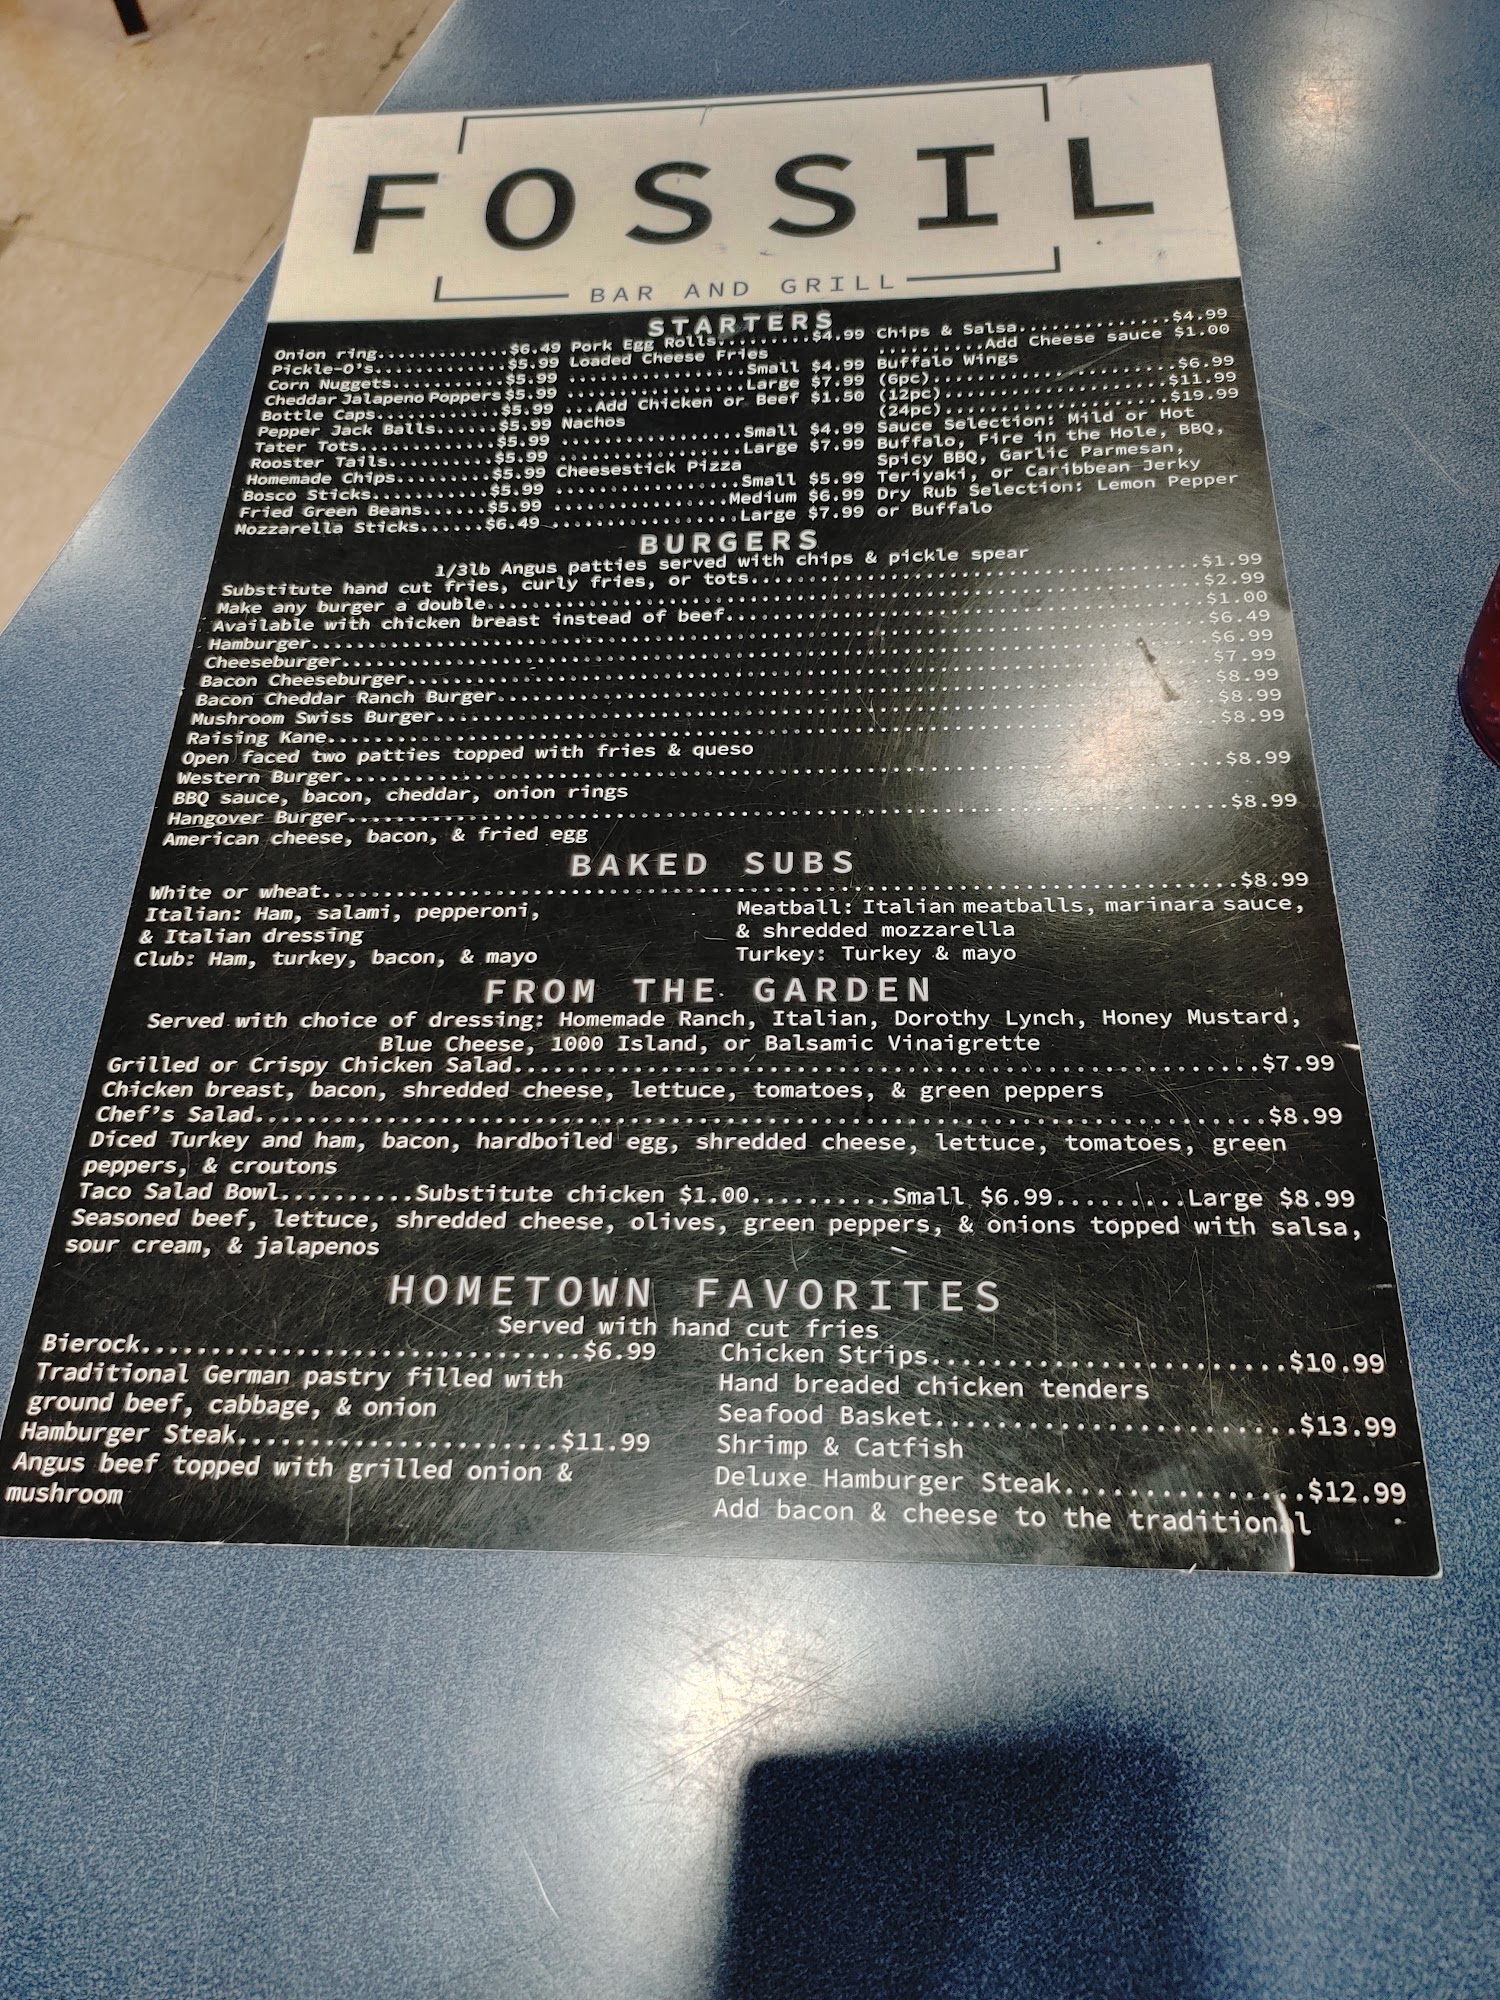 FOSSIL
BAR AND GRILL
STARTERS
Onion ring.............$6.49
Pickle-O's.............$5.99
Corn Nuggets...........$5.99
Cheddar Jalapeno Poppers $5.99
Bottle Caps............$5.99
Pepper Jack Balls......$5.99
Tater Tots.............$5.99
Rooster Tails..........$5.99
Homemade Chips.........$5.99
Bosco Sticks...........$5.99
Fried Green Beans......$5.99
Mozzarella Sticks......$6.49
Pork Egg Rolls.........$4.99
Loaded Cheese Fries
.................Small $4.99
.................Large $7.99
...Add Chicken or Beef $1.50
Nachos
.................Small $4.99
.................Large $7.99
Cheesestick Pizza
.................Small $5.99
................Medium $6.99
.................Large $7.99
Chips & Salsa..............$4.99
..........Add Cheese sauce $1.00
Buffalo Wings
(6pc)......................$6.99
(12pc)....................$11.99
(24pc)....................$19.99
Sauce Selection: Mild or Hot
Buffalo, Fire in the Hole, BBQ,
Spicy BBQ, Garlic Parmesan,
Teriyaki, or Caribbean Jerky
Dry Rub Selection: Lemon Pepper
or Buffalo
BURGERS
1/3lb Angus patties served with chips & pickle spear
Substitute hand cut fries, curly fries, or tots..........$1.99
Make any burger a double..........$2.99
Available with chicken breast instead of beef..........$1.00
Hamburger..........$6.49
Cheeseburger..........$6.99
Bacon Cheeseburger..........$7.99
Bacon Cheddar Ranch Burger..........$8.99
Mushroom Swiss Burger..........$8.99
Raising Kane..........$8.99
Open faced two patties topped with fries & queso
Western Burger..........$8.99
BBQ sauce, bacon, cheddar, onion rings
Hangover Burger..........$8.99
American cheese, bacon, & fried egg
BAKED SUBS
White or wheat..........$8.99
Italian: Ham, salami, pepperoni,
& Italian dressing
Club: Ham, turkey, bacon, & mayo
Meatball: Italian meatballs, marinara sauce,
& shredded mozzarella
Turkey: Turkey & mayo
FROM THE GARDEN
Served with choice of dressing: Homemade Ranch, Italian, Dorothy Lynch, Honey Mustard,
Blue Cheese, 1000 Island, or Balsamic Vinaigrette
Grilled or Crispy Chicken Salad..........$7.99
Chicken breast, bacon, shredded cheese, lettuce, tomatoes, & green peppers
Chef's Salad..........$8.99
Diced Turkey and ham, bacon, hardboiled egg, shredded cheese, lettuce, tomatoes, green
peppers, & croutons
Taco Salad Bowl..........Substitute chicken $1.00..........Small $6.99.........Large $8.99
Seasoned beef, lettuce, shredded cheese, olives, green peppers, & onions topped with salsa,
sour cream, & jalapenos
HOMETOWN FAVORITES
Served with hand cut fries
Bierock..............................$6.99
Traditional German pastry filled with
ground beef, cabbage, & onion
Hamburger Steak......................$11.99
Angus beef topped with grilled onion &
mushroom
Chicken Strips.......................$10.99
Hand breaded chicken tenders
Seafood Basket.......................$13.99
Shrimp & Catfish
Deluxe Hamburger Steak...............$12.99
Add bacon & cheese to the traditional